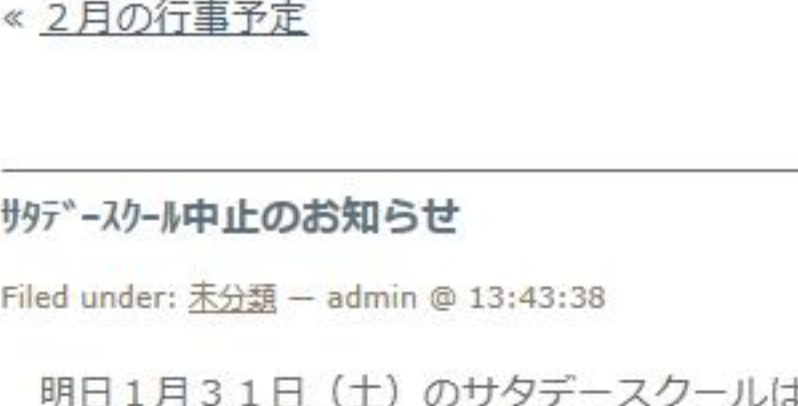 « ２月の行事予定
ｻﾀﾃﾞｰｽｸｰﾙ中止のお知らせ
Filed under: 未分類 — admin @ 13:43:38
明日１月３１日（土）のサタデースクールは